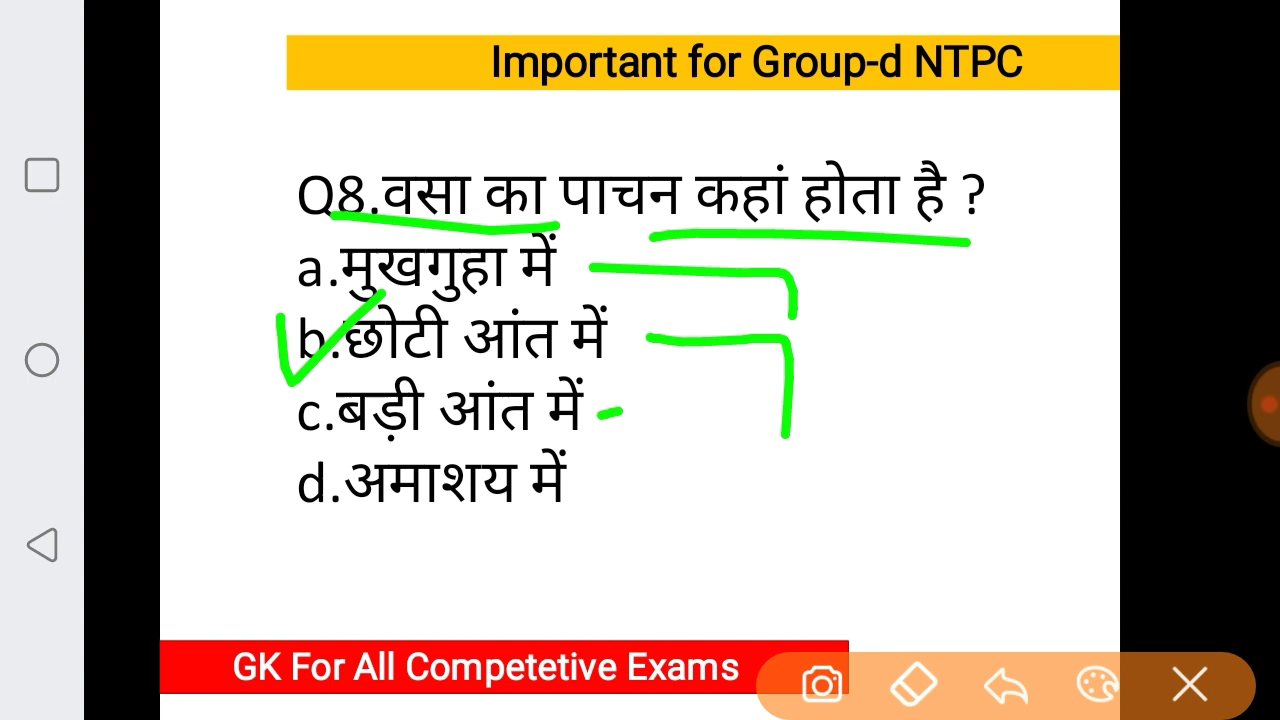 Important for Group-d NTPC
Q8.वसा का पाचन कहां होता है ?
a.मुखगुहा में
b.छोटी आंत में
c.बड़ी आंत में
d.अमाशय में
GK For All Competetive Exams